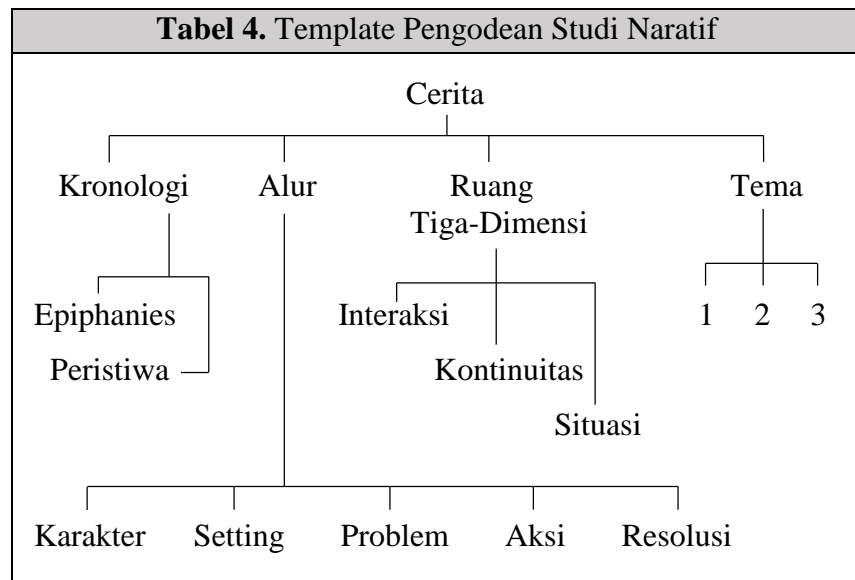 Tabel 4. Template Pengodean Studi Naratif
Cerita
Kronologi Alur Ruang Tema
Tiga-Dimensi
Epiphanies Interaksi 1 2 3
Peristiwa Kontinuitas
Situasi
Karakter Setting Problem Aksi Resolusi